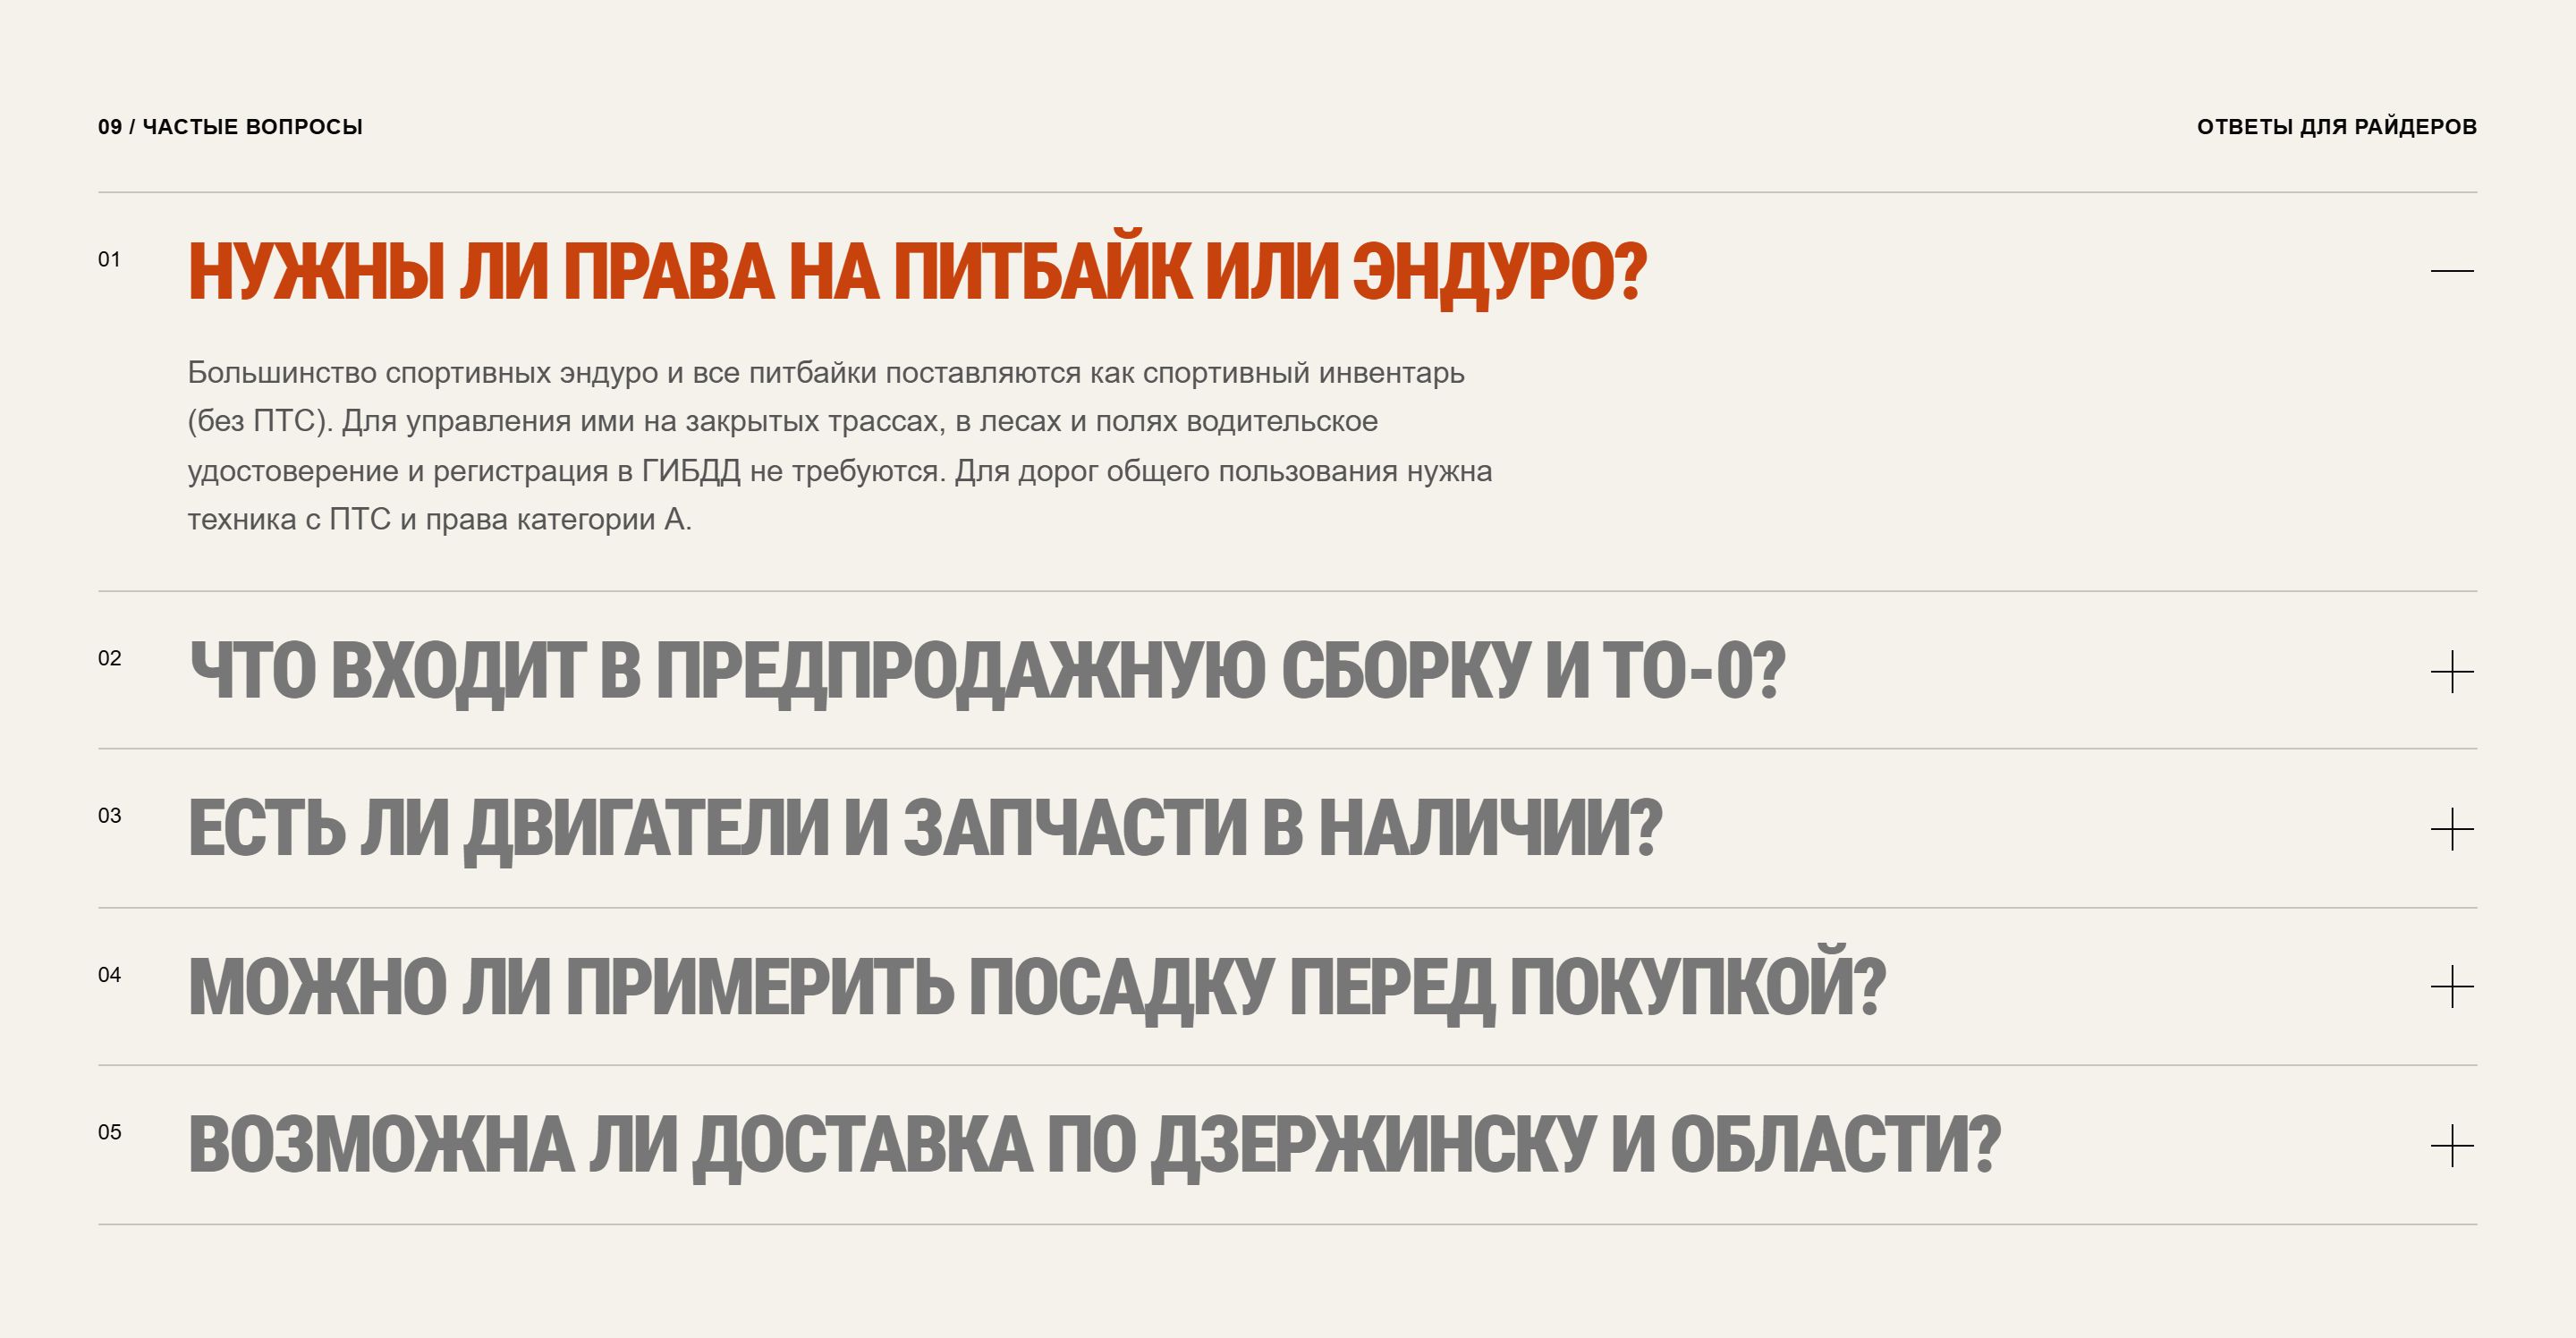 09 / ЧАСТЫЕ ВОПРОСЫ
ОТВЕТЫ ДЛЯ РАЙДЕРОВ
01
НУЖНЫ ЛИ ПРАВА НА ПИТБАЙК ИЛИ ЭНДУРО?
Большинство спортивных эндуро и все питбайки поставляются как спортивный инвентарь
(без ПТС). Для управления ими на закрытых трассах, в лесах и полях водительское
удостоверение и регистрация в ГИБДД не требуются. Для дорог общего пользования нужна
техника с ПТС и права категории А.
02
ЧТО ВХОДИТ В ПРЕДПРОДАЖНУЮ СБОРКУ И ТО-0?
03
ЕСТЬ ЛИ ДВИГАТЕЛИ И ЗАПЧАСТИ В НАЛИЧИИ?
04
МОЖНО ЛИ ПРИМЕРИТЬ ПОСАДКУ ПЕРЕД ПОКУПКОЙ?
05
ВОЗМОЖНА ЛИ ДОСТАВКА ПО ДЗЕРЖИНСКУ И ОБЛАСТИ?